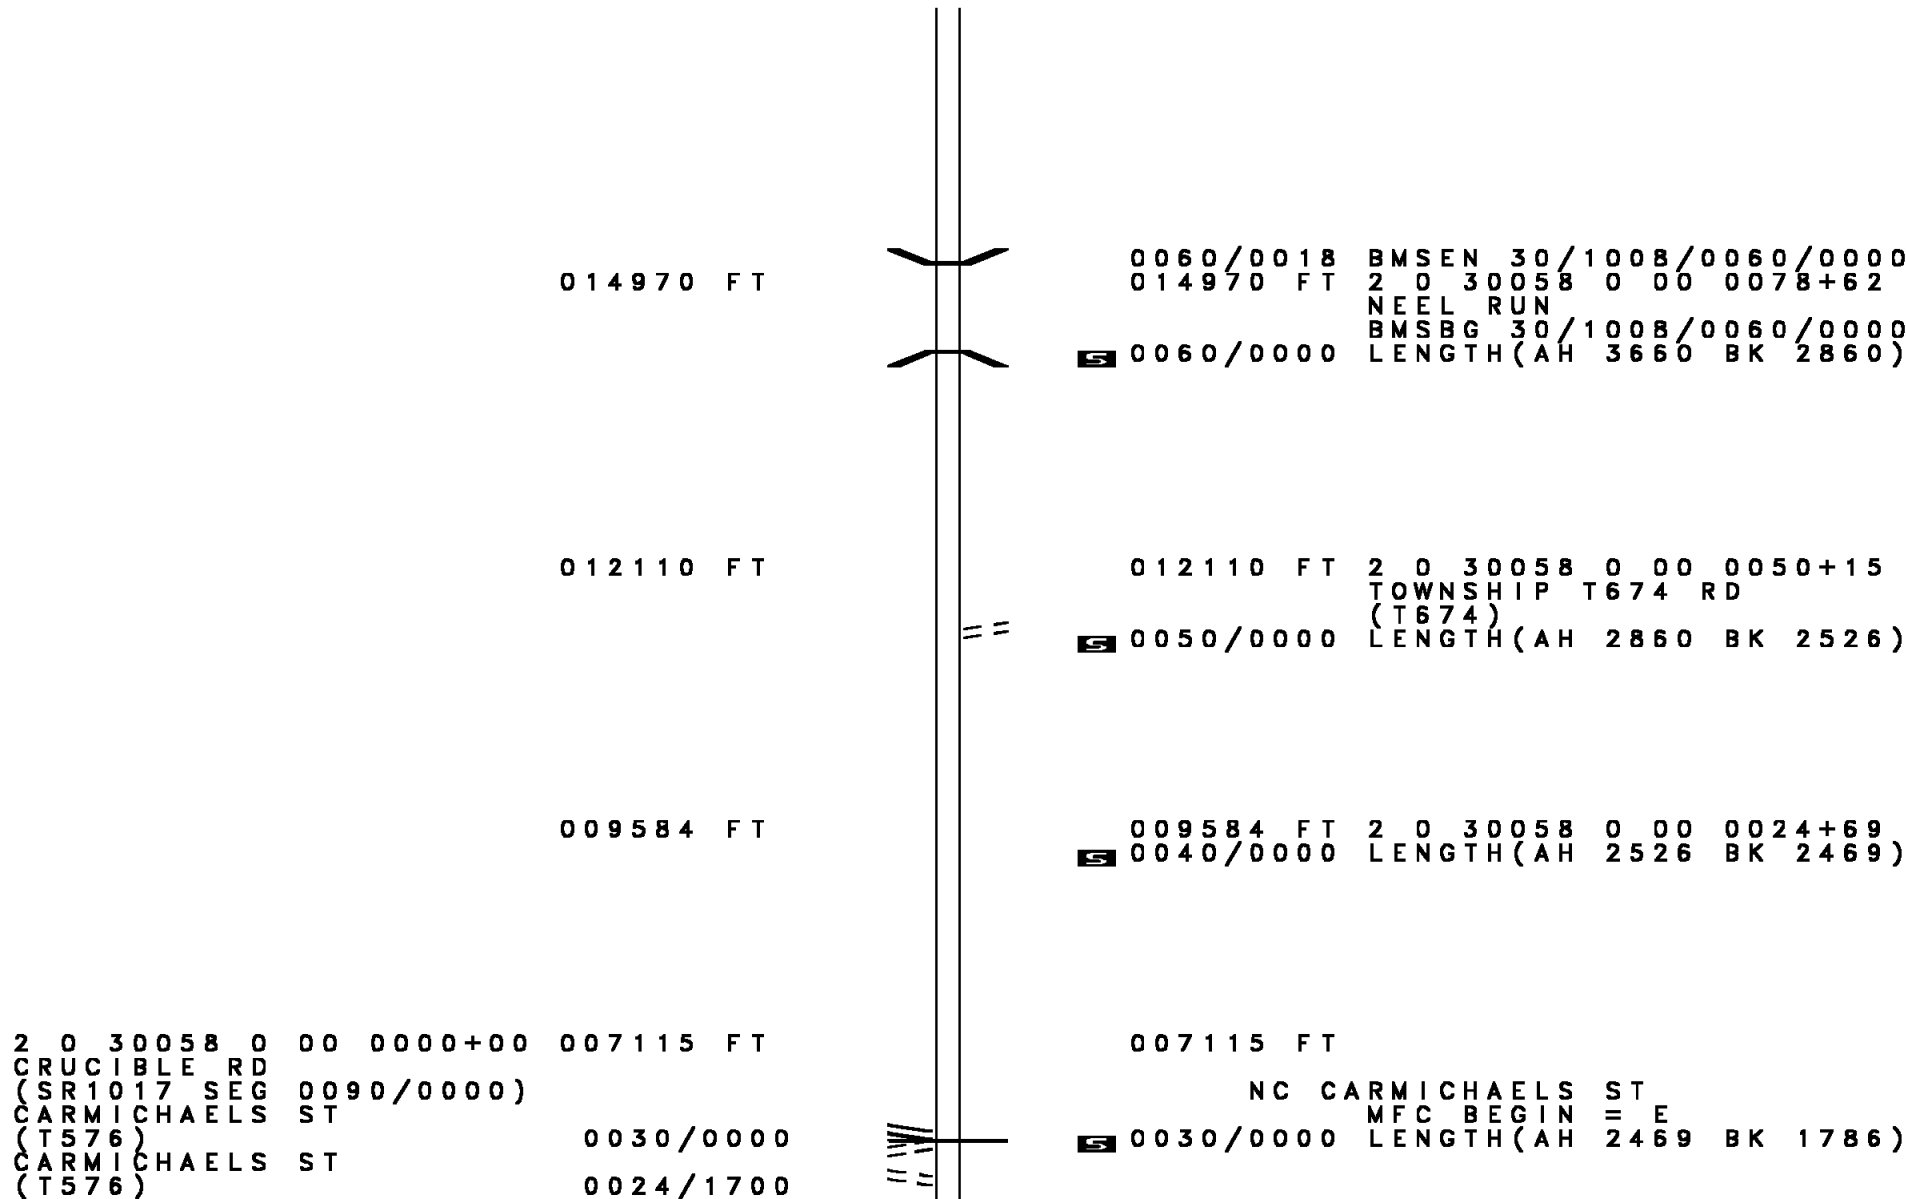 0060/0018 BMSEN 30/1008/0060/0000
014970 FT 014970 FT 2 0 30058 0 00 0078+62
NEEL RUN
BMSBG 30/1008/0060/0000
S 0060/0000 LENGTH(AH 3660 BK 2860)
012110 FT 012110 FT 2 0 30058 0 00 0050+15
TOWNSHIP T674 RD
(T674)
S 0050/0000 LENGTH(AH 2860 BK 2526)
009584 FT 009584 FT 2 0 30058 0 00 0024+69
S 0040/0000 LENGTH(AH 2526 BK 2469)
2 0 30058 0 00 0000+00 007115 FT 007115 FT
CRUCIBLE RD
(SR1017 SEG 0090/0000) NC CARMICHAELS ST
CARMICHAELS ST MFC BEGIN = E
(T576) 0030/0000 S 0030/0000 LENGTH(AH 2469 BK 1786)
CARMICHAELS ST
(T576) 0024/1700